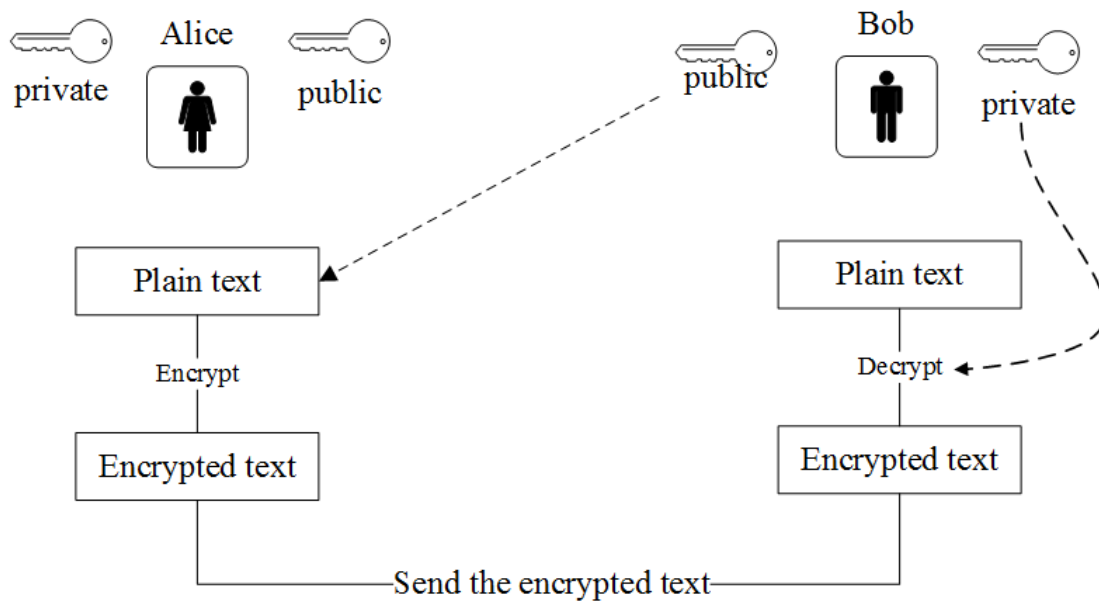 Alice
private
public
Bob
public
private
Plain text
Encrypt
Encrypted text
Plain text
Decrypt
Encrypted text
Send the encrypted text